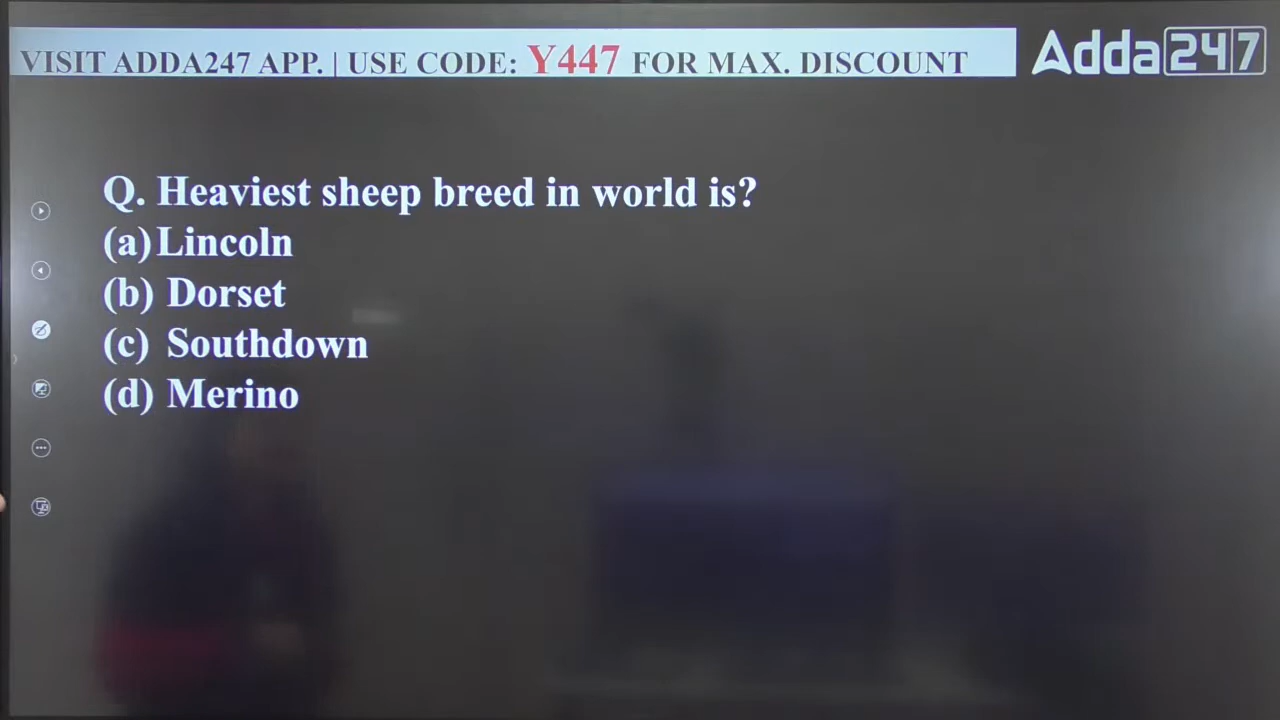 VISIT ADDA247 APP. | USE CODE: Y447 FOR MAX. DISCOUNT
Adda247
Q. Heaviest sheep breed in world is?
(a) Lincoln
(b) Dorset
(c) Southdown
(d) Merino